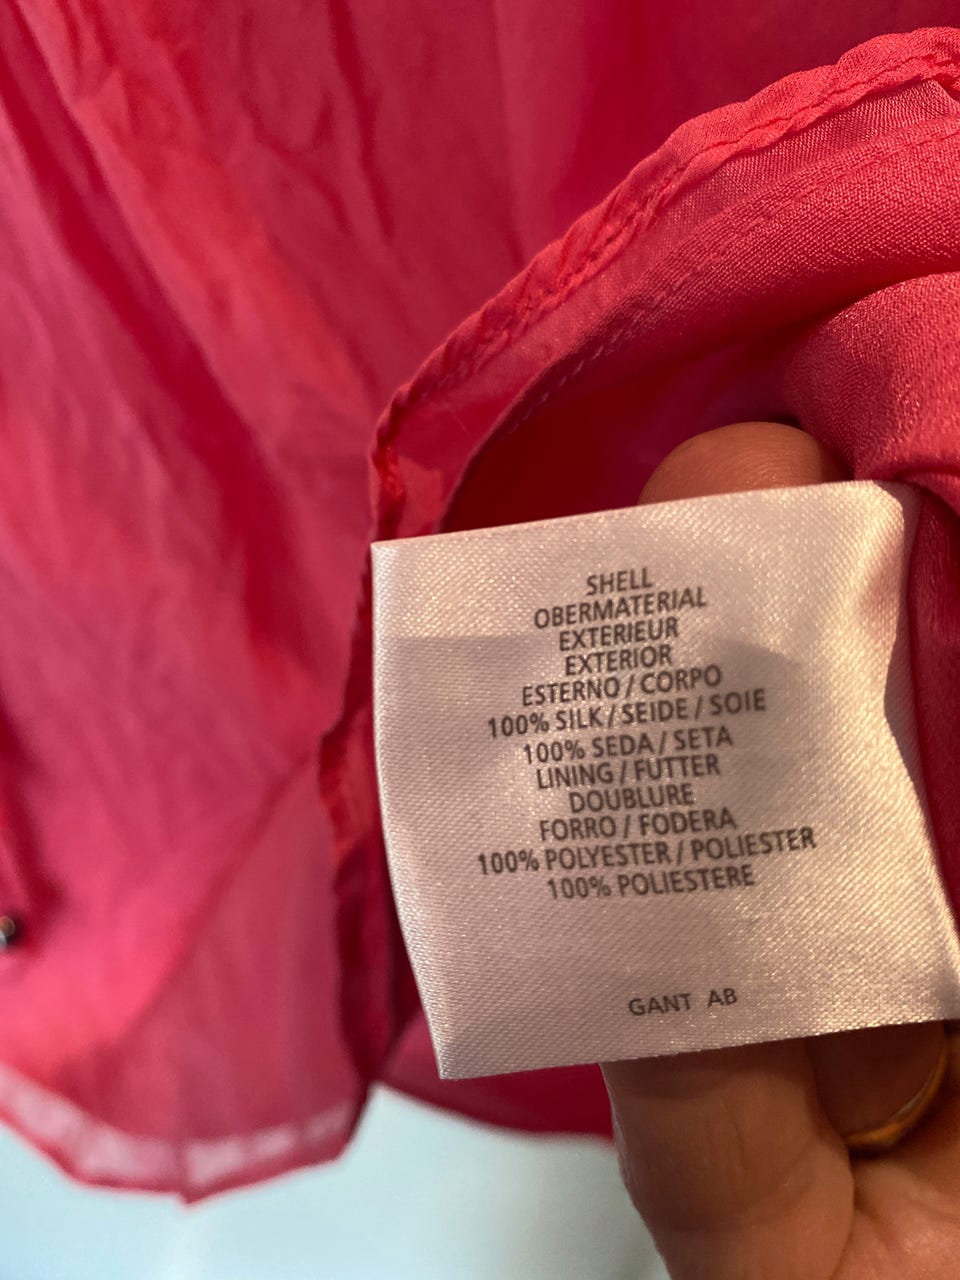 SHELL
OBERMATERIAL
EXTERIEUR
EXTERIOR
ESTERNO / CORPO
100% SILK / SEIDE / SOIE
100% SEDA / SETA
LINING / FUTTER
DOUBLURE
FORRO / FODERA
100% POLYESTER / POLIESTER
100% POLIESTERE
GANT AB